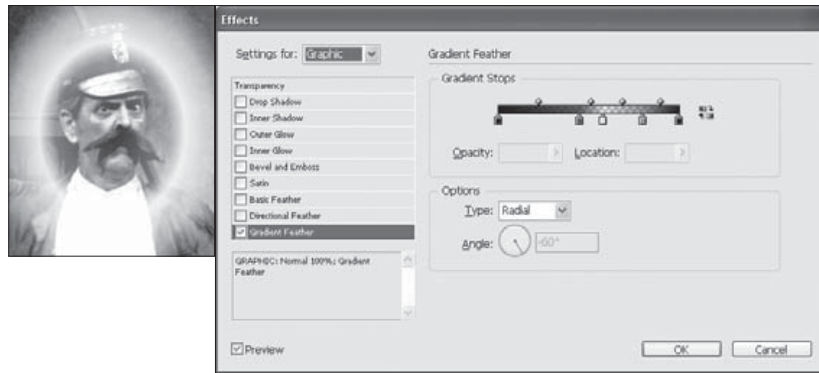 Effects
Settings for: Graphic
Transparency
Drop Shadow
Inner Shadow
Outer Glow
Inner Glow
Bevel and Emboss
Satin
Basic Feather
Directional Feather
Gradient Feather
GRAPHIC: Normal 100%; Gradient
Feather
Preview
Gradient Feather
Gradient Stops
Opacity: Location:
Options
Type: Radial
Angle: -60°
OK Cancel